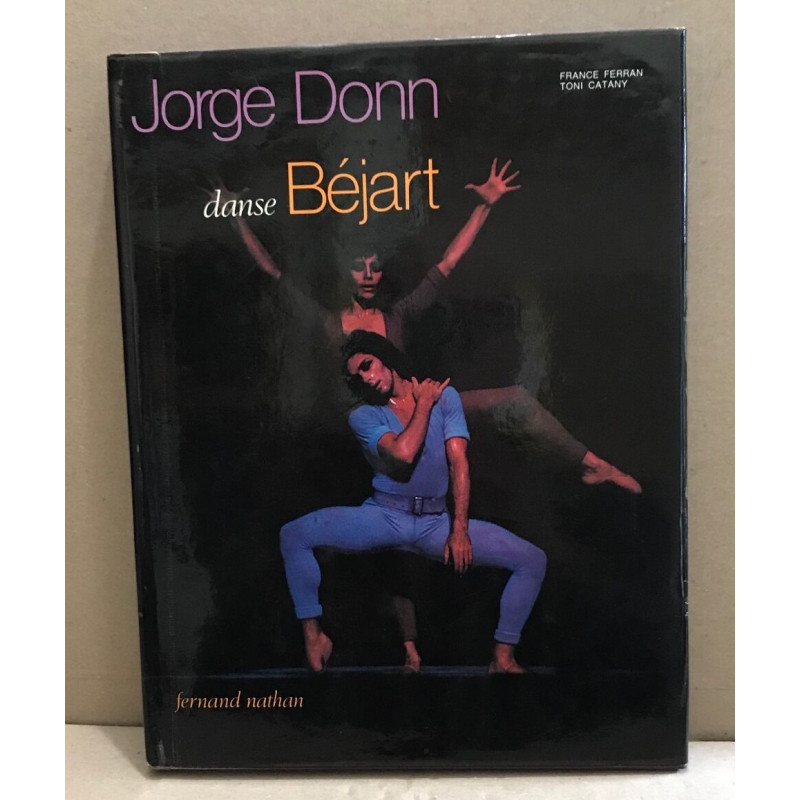 Jorge Donn
FRANCE FERRAN
TONI CATANY
danse Béjart
fernand nathan